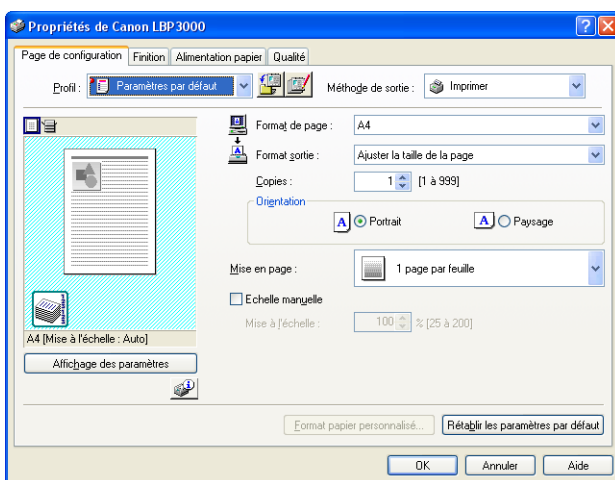 Propriétés de Canon LBP3000
Page de configuration Finition Alimentation papier Qualité
Profil : Paramètres par défaut Méthode de sortie : Imprimer
Format de page : A4
Format sortie : Ajuster la taille de la page
Copies : 1 [1 à 999]
Orientation
A Portrait A Paysage
Mise en page : 1 page par feuille
Echelle manuelle
Mise à l'échelle : 100 % [25 à 200]
A4 [Mise à l'échelle : Auto]
Affichage des paramètres
Format papier personnalisé... Rétablir les paramètres par défaut
OK Annuler Aide